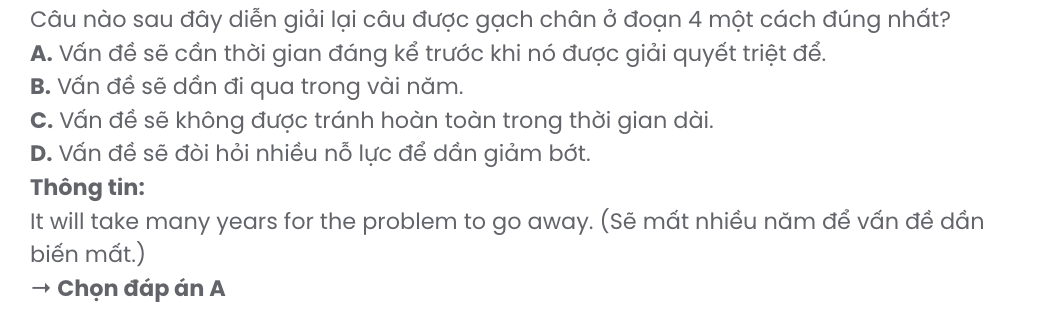 Câu nào sau đây diễn giải lại câu được gạch chân ở đoạn 4 một cách đúng nhất?
A. Vấn đề sẽ cần thời gian đáng kể trước khi nó được giải quyết triệt để.
B. Vấn đề sẽ dần đi qua trong vài năm.
C. Vấn đề sẽ không được tránh hoàn toàn trong thời gian dài.
D. Vấn đề sẽ đòi hỏi nhiều nỗ lực để dần giảm bớt.
Thông tin:
It will take many years for the problem to go away. (Sẽ mất nhiều năm để vấn đề dần
biến mất.)
→ Chọn đáp án A